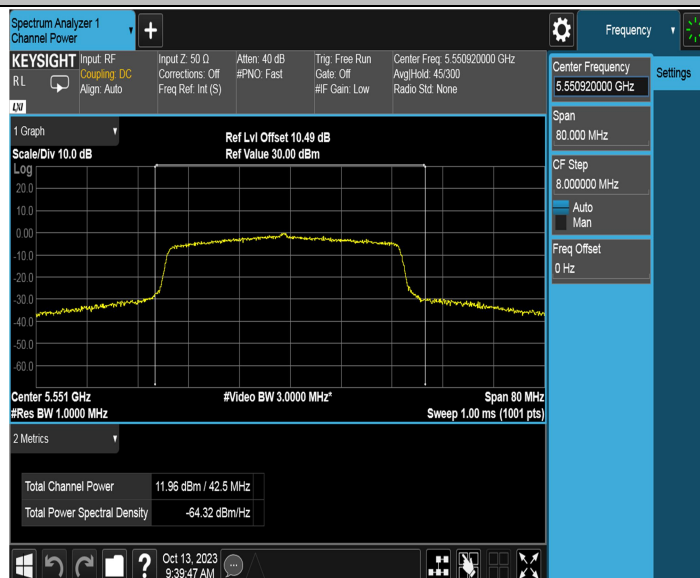 Spectrum Analyzer 1
Channel Power
+
Frequency
KEYSIGHT
RL
LXI
Input: RF
Coupling: DC
Align: Auto
Input Z: 50 Ω
Corrections: Off
Freq Ref: Int (S)
Atten: 40 dB
#PNO: Fast
Trig: Free Run
Gate: Off
#IF Gain: Low
Center Freq: 5.550920000 GHz
Avg|Hold: 45/300
Radio Std: None
Center Frequency
5.550920000 GHz
Settings
Span
80.000 MHz
CF Step
8.000000 MHz
Auto
Man
Freq Offset
0 Hz
1 Graph
Scale/Div 10.0 dB
Ref Lvl Offset 10.49 dB
Ref Value 30.00 dBm
Log
20.0
10.0
0.00
-10.0
-20.0
-30.0
-40.0
-50.0
-60.0
Center 5.551 GHz
#Res BW 1.0000 MHz
#Video BW 3.0000 MHz*
Span 80 MHz
Sweep 1.00 ms (1001 pts)
2 Metrics
Total Channel Power 11.96 dBm / 42.5 MHz
Total Power Spectral Density -64.32 dBm/Hz
?
Oct 13, 2023
9:39:47 AM